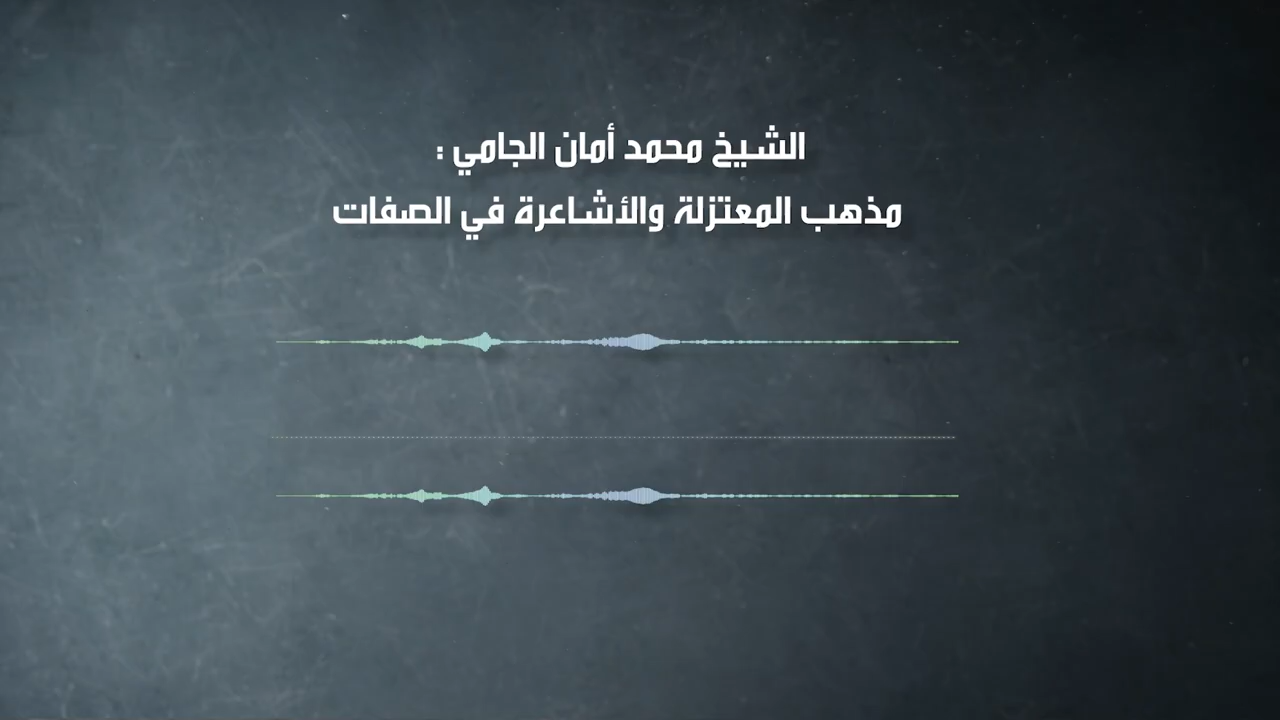 الشيخ محمد أمان الجامي :
مذهب المعتزلة والأشاعرة في الصفات